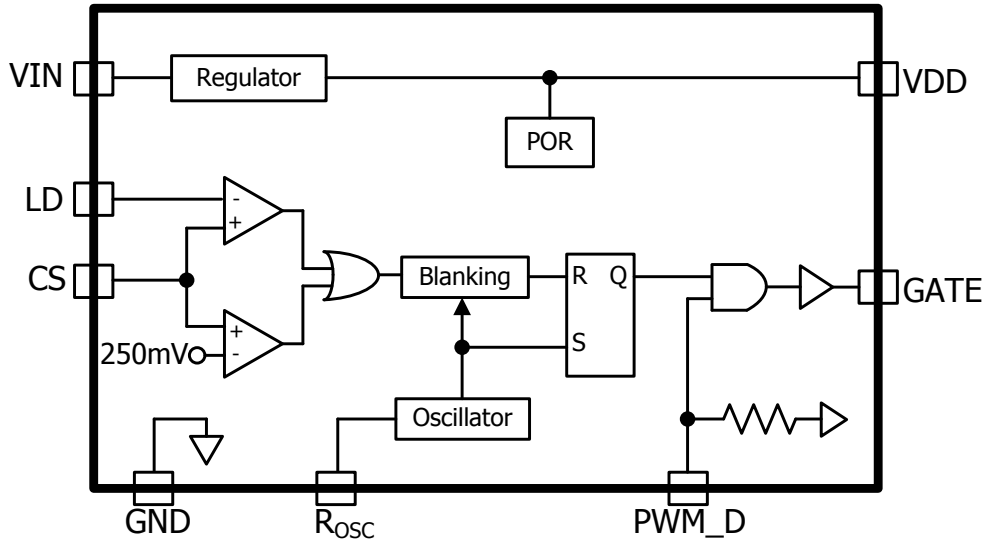 VIN
Regulator
VDD
POR
LD
-
+
CS
Blanking
R
Q
GATE
+
250mV
-
S
Oscillator
GND
ROSC
PWM_D